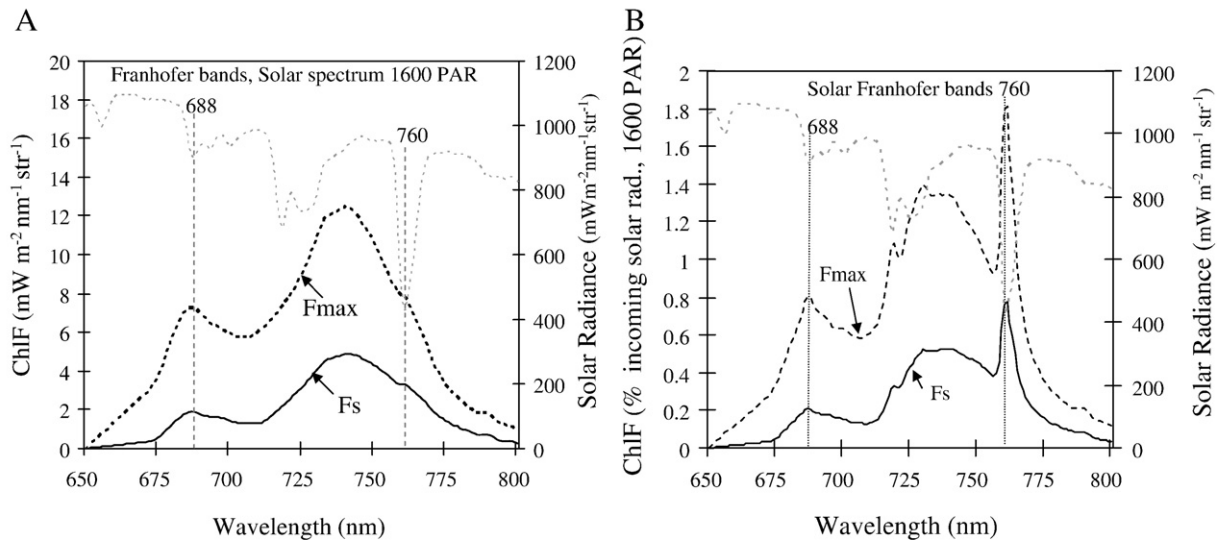 A
Franhofer bands, Solar spectrum 1600 PAR
688
760
Fmax
Fs
ChlF (mW m-2 nm-1 str-1)
20
18
16
14
12
10
8
6
4
2
0
1200
1000
800
600
400
200
0
Solar Radiance (mWm-2nm-1str-1)
650 675 700 725 750 775 800
Wavelength (nm)
B
Solar Franhofer bands 760
688
Fmax
Fs
ChlF (% incoming solar rad., 1600 PAR)
2
1.8
1.6
1.4
1.2
1
0.8
0.6
0.4
0.2
0
1200
1000
800
600
400
200
0
Solar Radiance (mWm-2nm-1str-1)
650 675 700 725 750 775 800
Wavelength (nm)